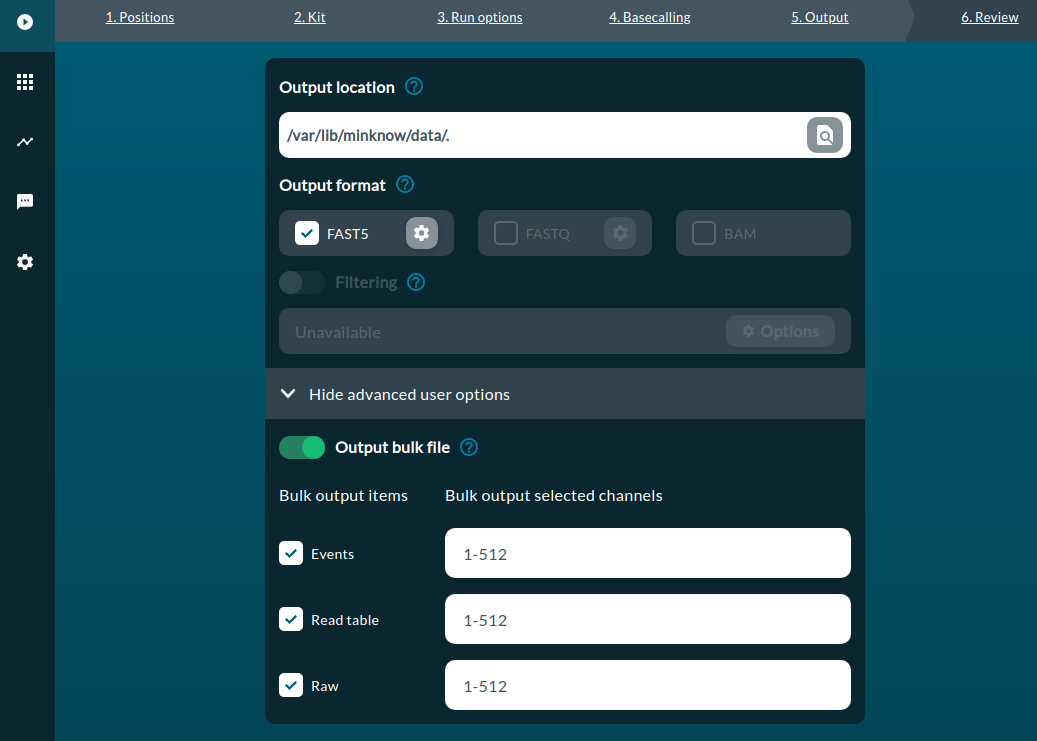 1. Positions 2. Kit 3. Run options 4. Basecalling 5. Output 6. Review
Output location ?
/var/lib/minknow/data/.
Output format ?
FAST5 FASTQ BAM
Filtering ?
Unavailable Options
Hide advanced user options
Output bulk file ?
Bulk output items Bulk output selected channels
Events 1-512
Read table 1-512
Raw 1-512